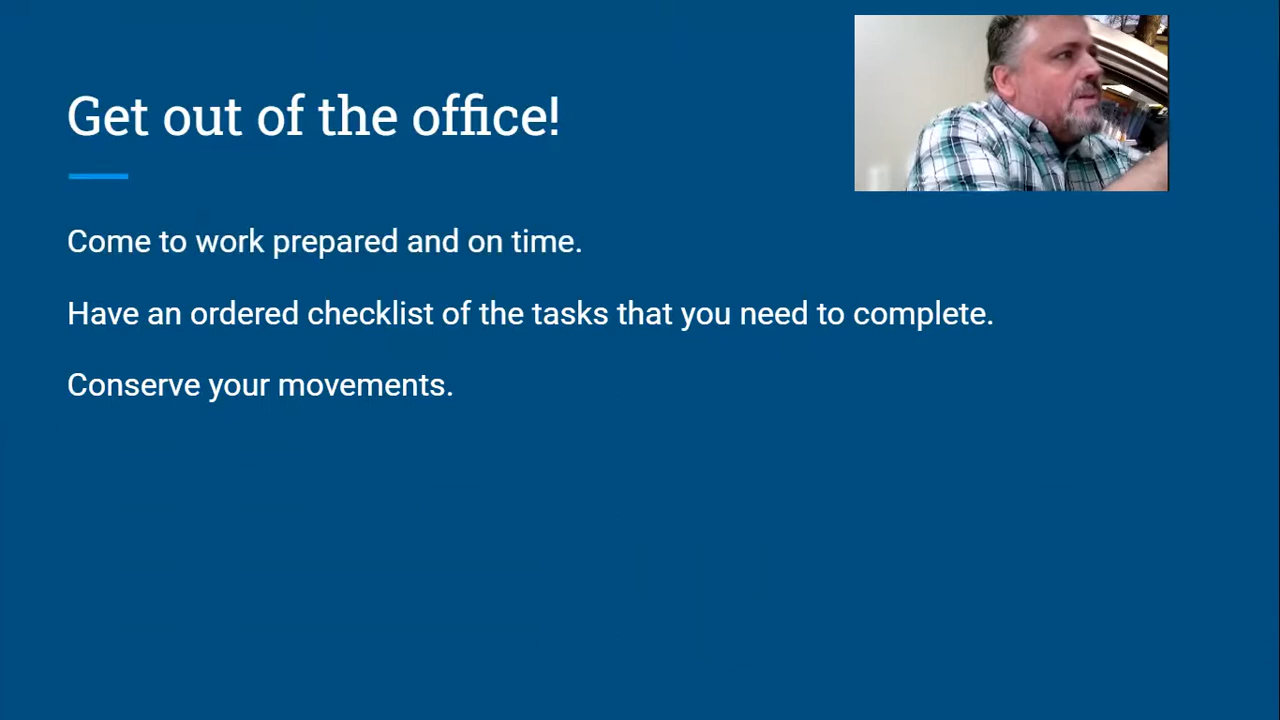 Get out of the office!
Come to work prepared and on time.
Have an ordered checklist of the tasks that you need to complete.
Conserve your movements.